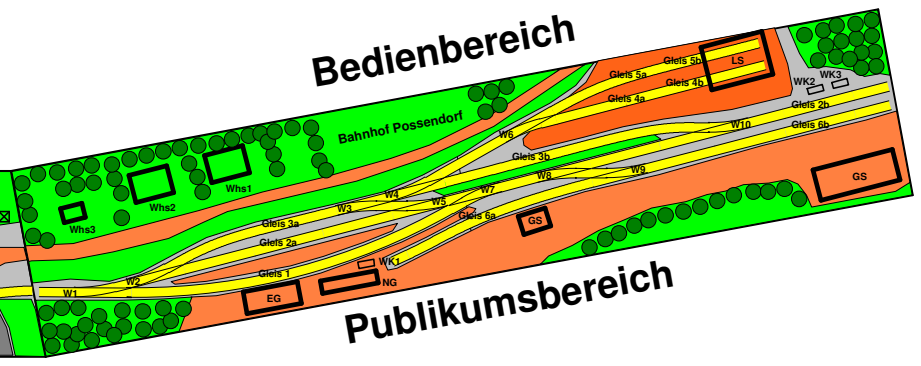 Bedienbereich
Gleis 5b
LS
Gleis 5a
Gleis 4b
WK2
WK3
Gleis 4a
Gleis 2b
Bahnhof Possendorf
W6
W10
Gleis 6b
Gleis 3b
Whs1
W9
W8
GS
Whs2
W4
W7
W3
W5
Gleis 6a
GS
Whs3
Gleis 3a
Gleis 2a
WK1
Gleis 1
W2
NG
W1
EG
Publikumsbereich